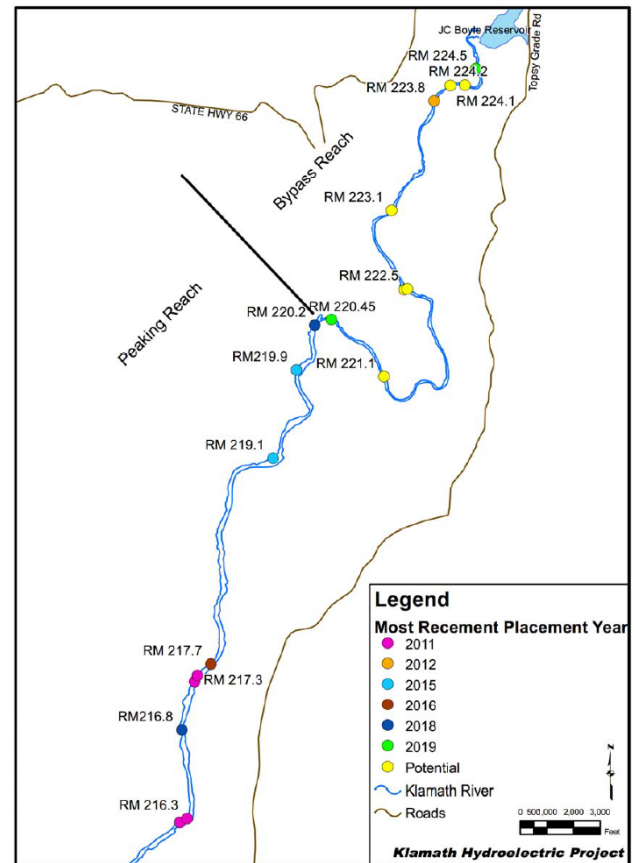 JC Boyle Reservoir
Topsy Grade Rd
RM 224.5
RM 224.2
RM 223.8
RM 224.1
STATE HWY 66
Bypass Reach
RM 223.1
RM 222.5
Peaking Reach
RM 220.2
RM 220.45
RM219.9
RM 221.1
RM 219.1
RM 217.7
RM 217.3
RM216.8
RM 216.3
Legend
Most Recement Placement Year
2011
2012
2015
2016
2018
2019
Potential
Klamath River
Roads
N
0 500 1,000 2,000 3,000
Feet
Klamath Hydroelectric Project